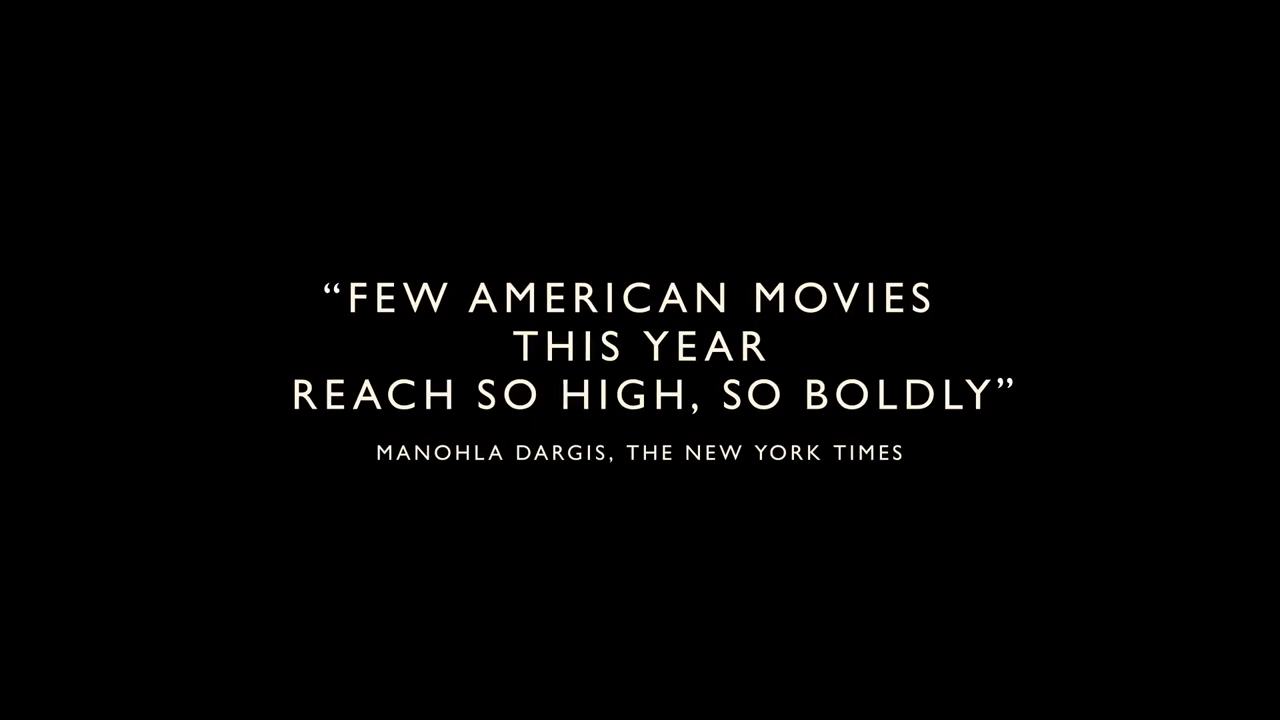 “FEW AMERICAN MOVIES
THIS YEAR
REACH SO HIGH, SO BOLDLY”
MANOHLA DARGIS, THE NEW YORK TIMES